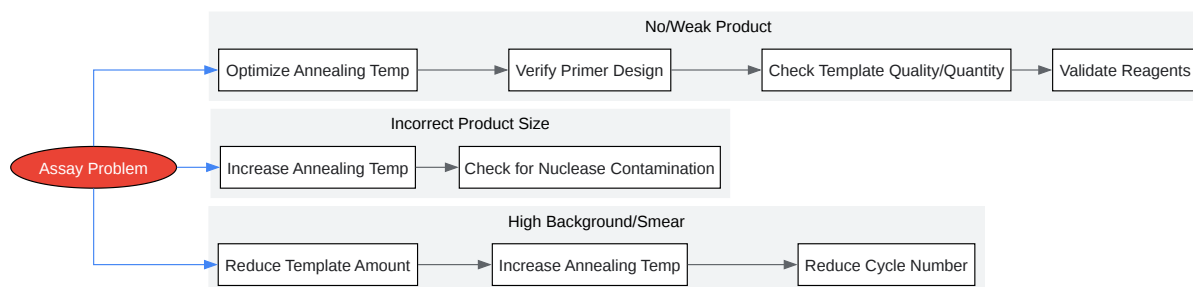 No/Weak Product
Optimize Annealing Temp
Verify Primer Design
Check Template Quality/Quantity
Validate Reagents
Incorrect Product Size
Assay Problem
Increase Annealing Temp
Check for Nuclease Contamination
High Background/Smear
Reduce Template Amount
Increase Annealing Temp
Reduce Cycle Number